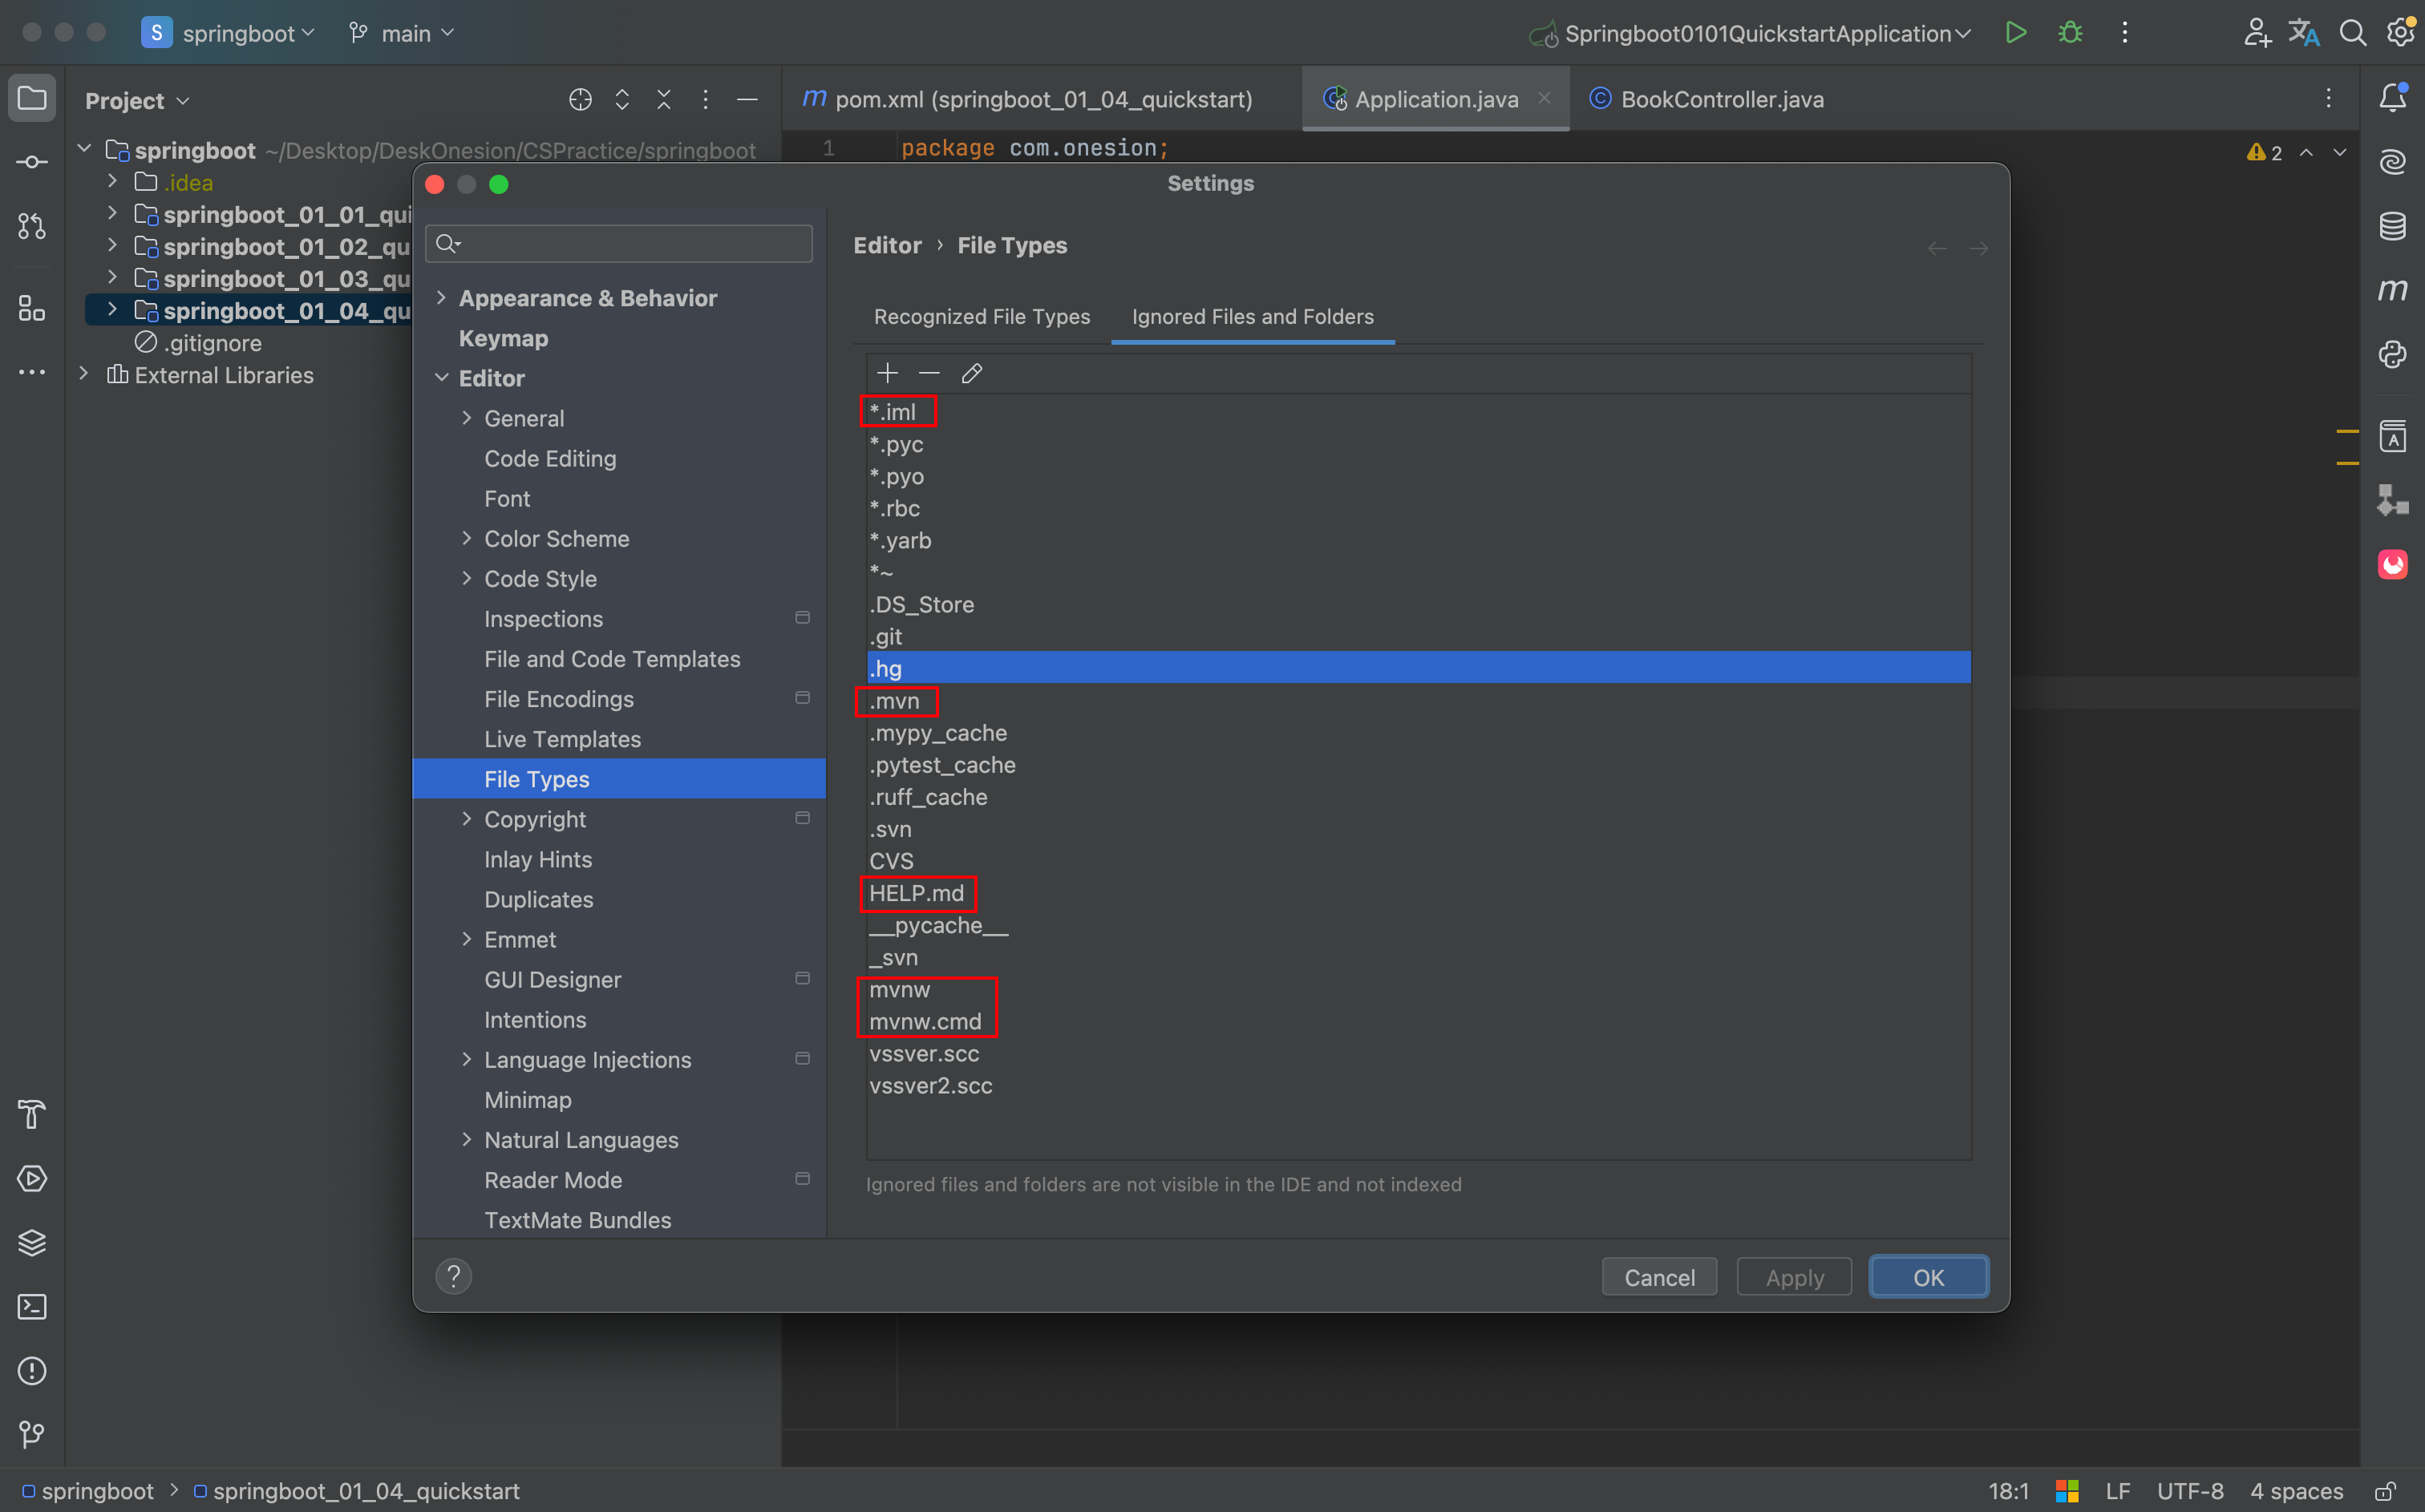 S springboot main Springboot0101QuickstartApplication
Project
m pom.xml (springboot_01_04_quickstart) Application.java BookController.java
springboot ~/Desktop/DeskOnesion/CSPractice/springboot
1 package com.onesion;
2
.idea
springboot_01_01_qui
springboot_01_02_qu
springboot_01_03_qu
springboot_01_04_qu
.gitignore
External Libraries
Settings
Appearance & Behavior
Keymap
Editor
General
Code Editing
Font
Color Scheme
Code Style
Inspections
File and Code Templates
File Encodings
Live Templates
File Types
Copyright
Inlay Hints
Duplicates
Emmet
GUI Designer
Intentions
Language Injections
Minimap
Natural Languages
Reader Mode
TextMate Bundles
Editor › File Types
Recognized File Types Ignored Files and Folders
*.iml
*.pyc
*.pyo
*.rbc
*.yarb
*~
.DS_Store
.git
.hg
.mvn
.mypy_cache
.pytest_cache
.ruff_cache
.svn
CVS
HELP.md
__pycache__
_svn
mvnw
mvnw.cmd
vssver.scc
vssver2.scc
Ignored files and folders are not visible in the IDE and not indexed
? Cancel Apply OK
springboot > springboot_01_04_quickstart
18:1 LF UTF-8 4 spaces